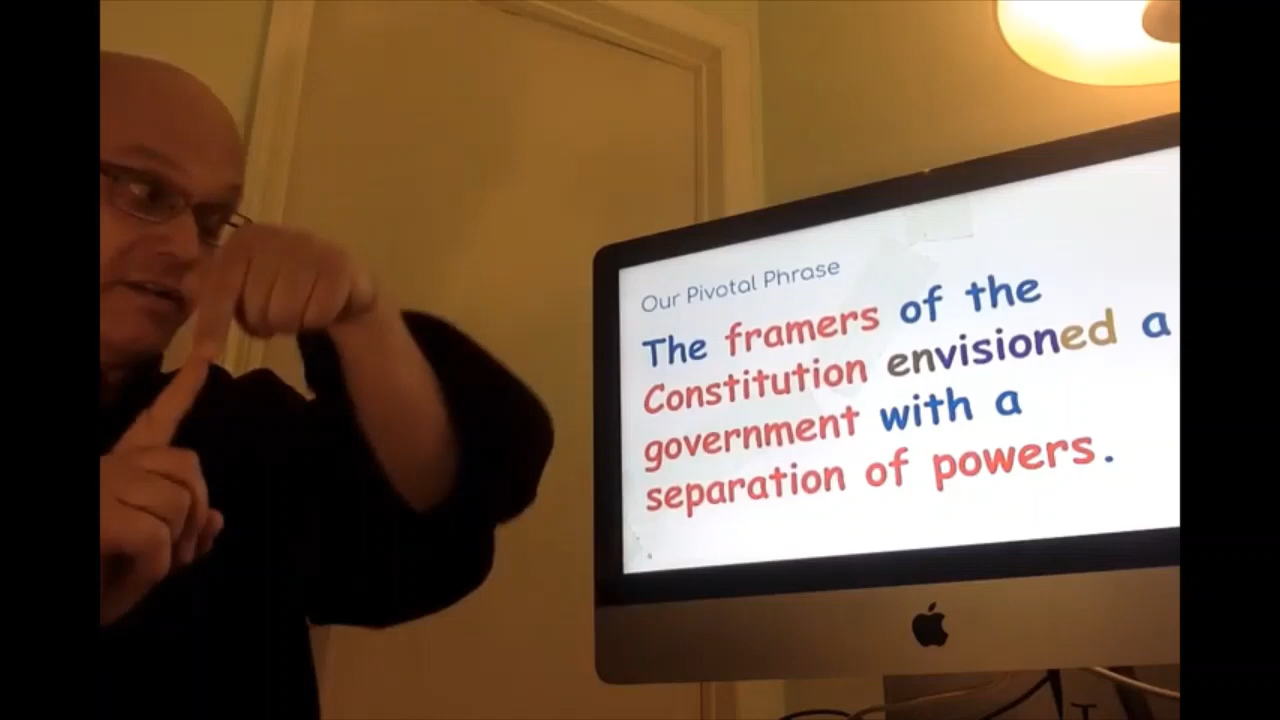 Our Pivotal Phrase
The framers of the
Constitution envisioned a
government with a
separation of powers.